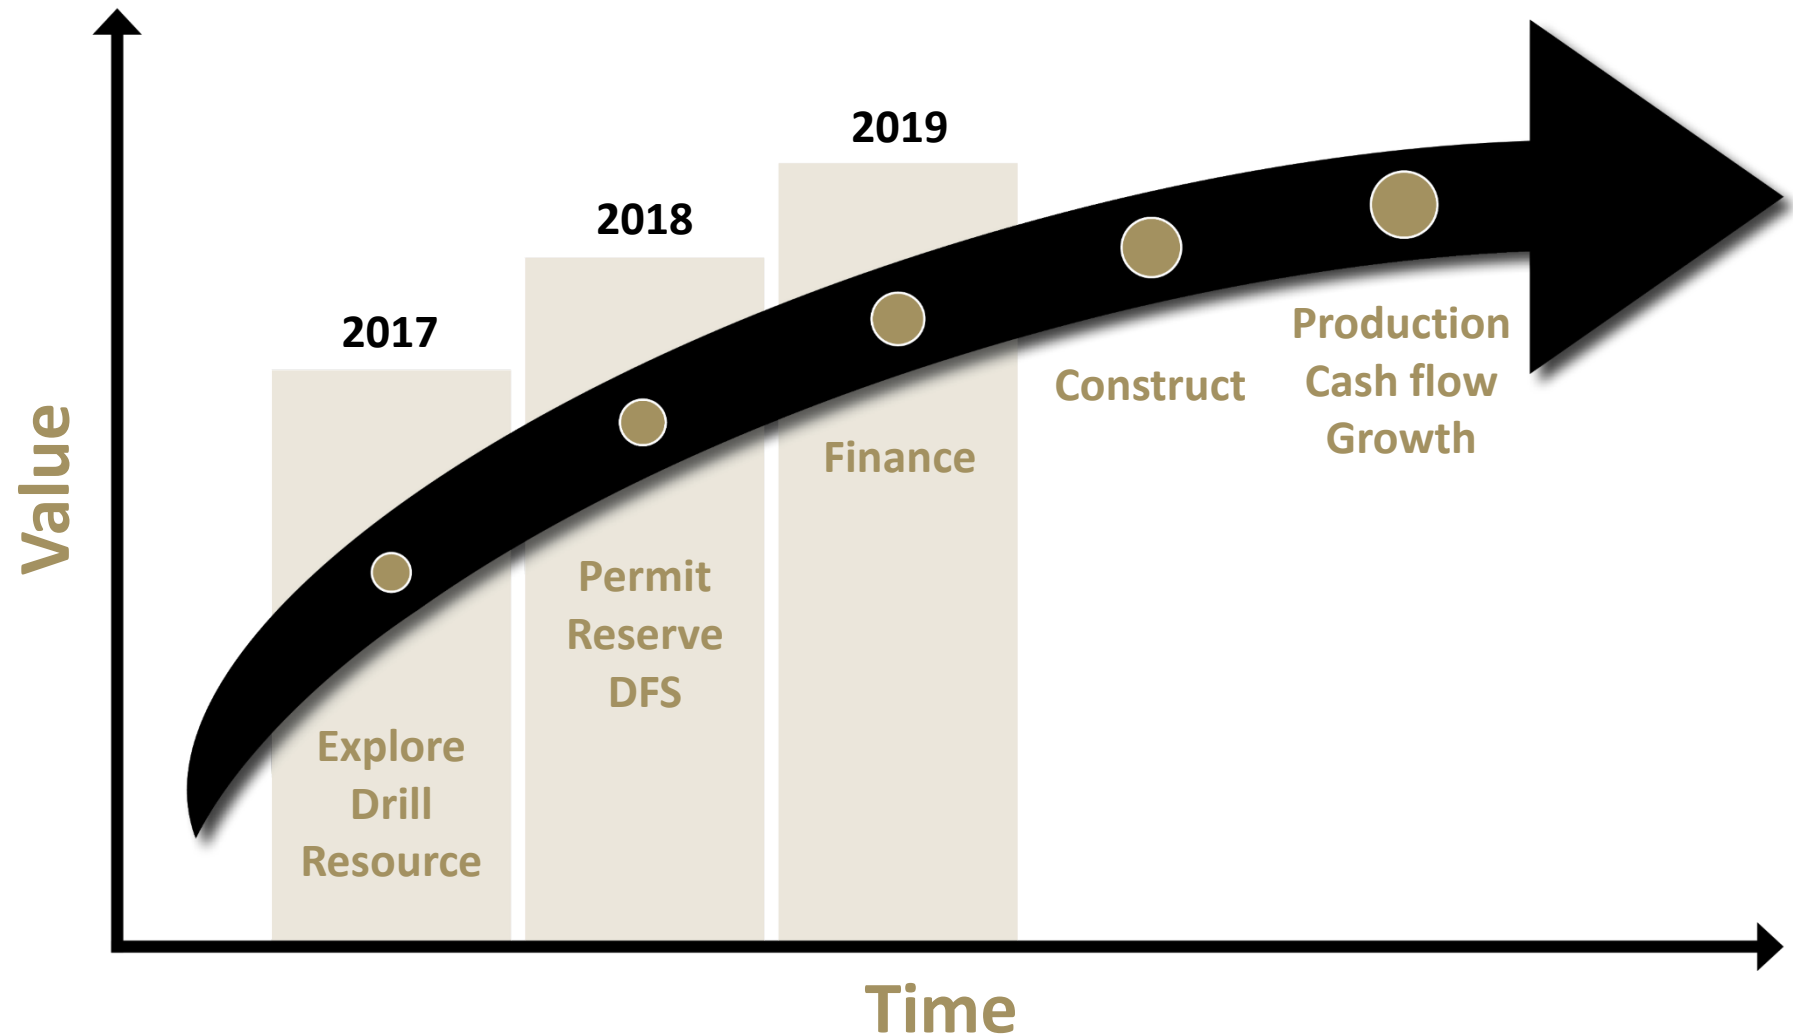 Value
2017
Explore
Drill
Resource
2018
Permit
Reserve
DFS
2019
Finance
Construct
Production
Cash flow
Growth
Time